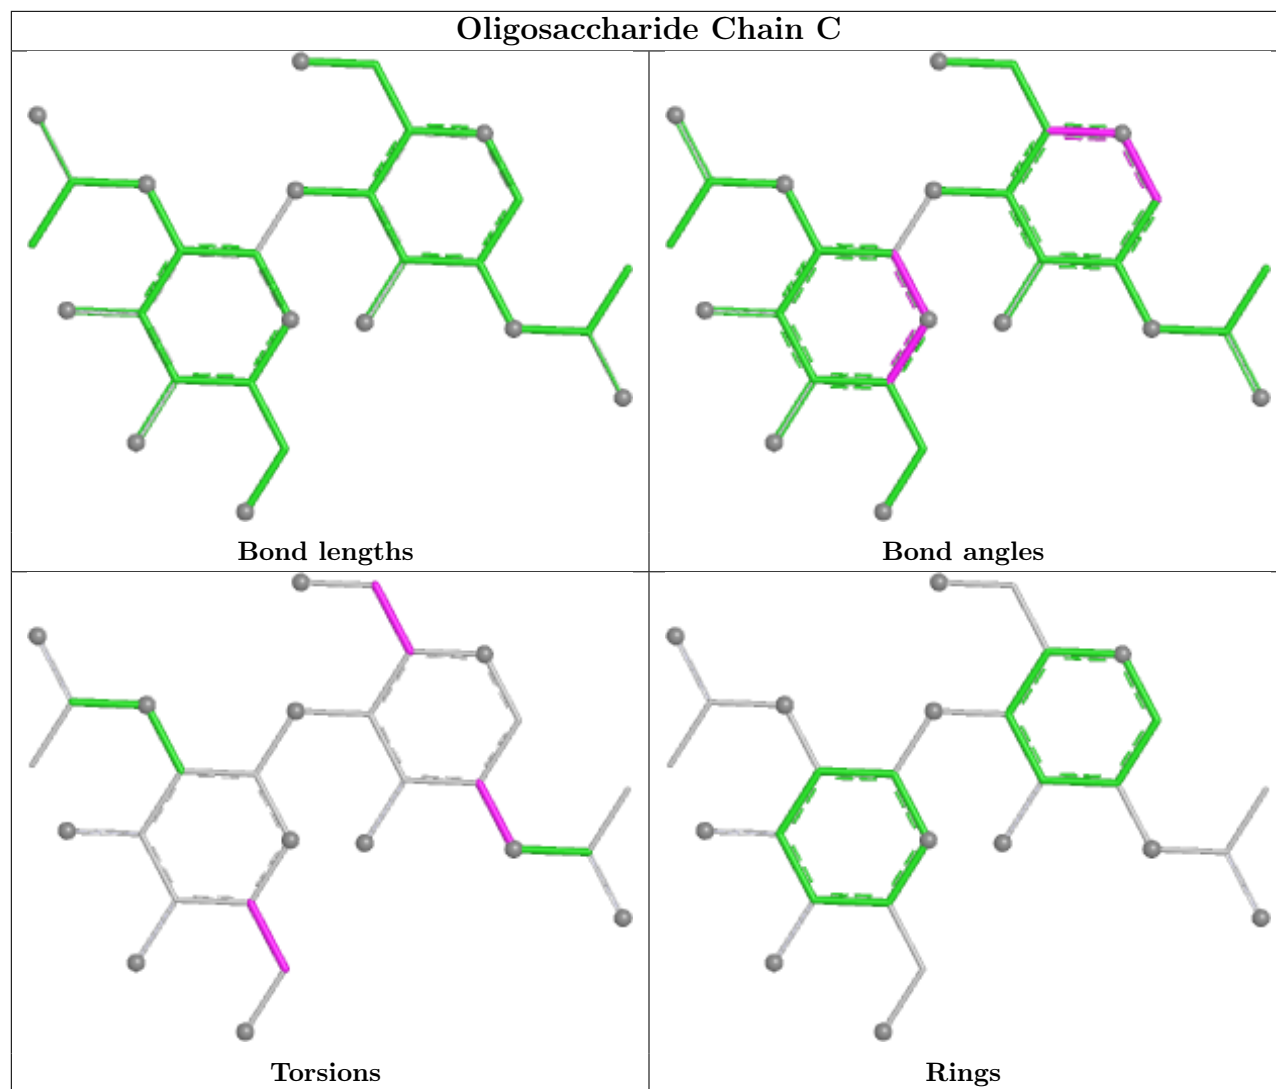 Oligosaccharide Chain C
Bond lengths
Bond angles
Torsions
Rings